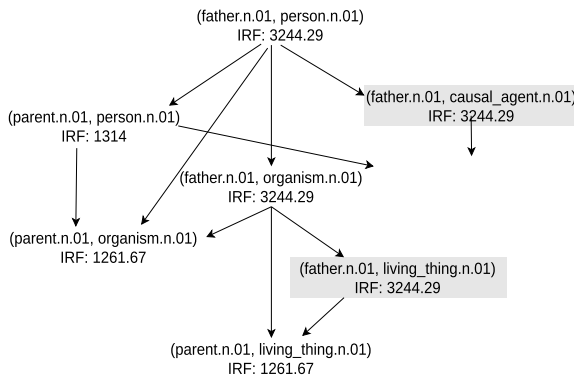 (father.n.01, person.n.01)
IRF: 3244.29
(father.n.01, causal_agent.n.01)
IRF: 3244.29
(parent.n.01, person.n.01)
IRF: 1314
(father.n.01, organism.n.01)
IRF: 3244.29
(parent.n.01, organism.n.01)
IRF: 1261.67
(father.n.01, living_thing.n.01)
IRF: 3244.29
(parent.n.01, living_thing.n.01)
IRF: 1261.67